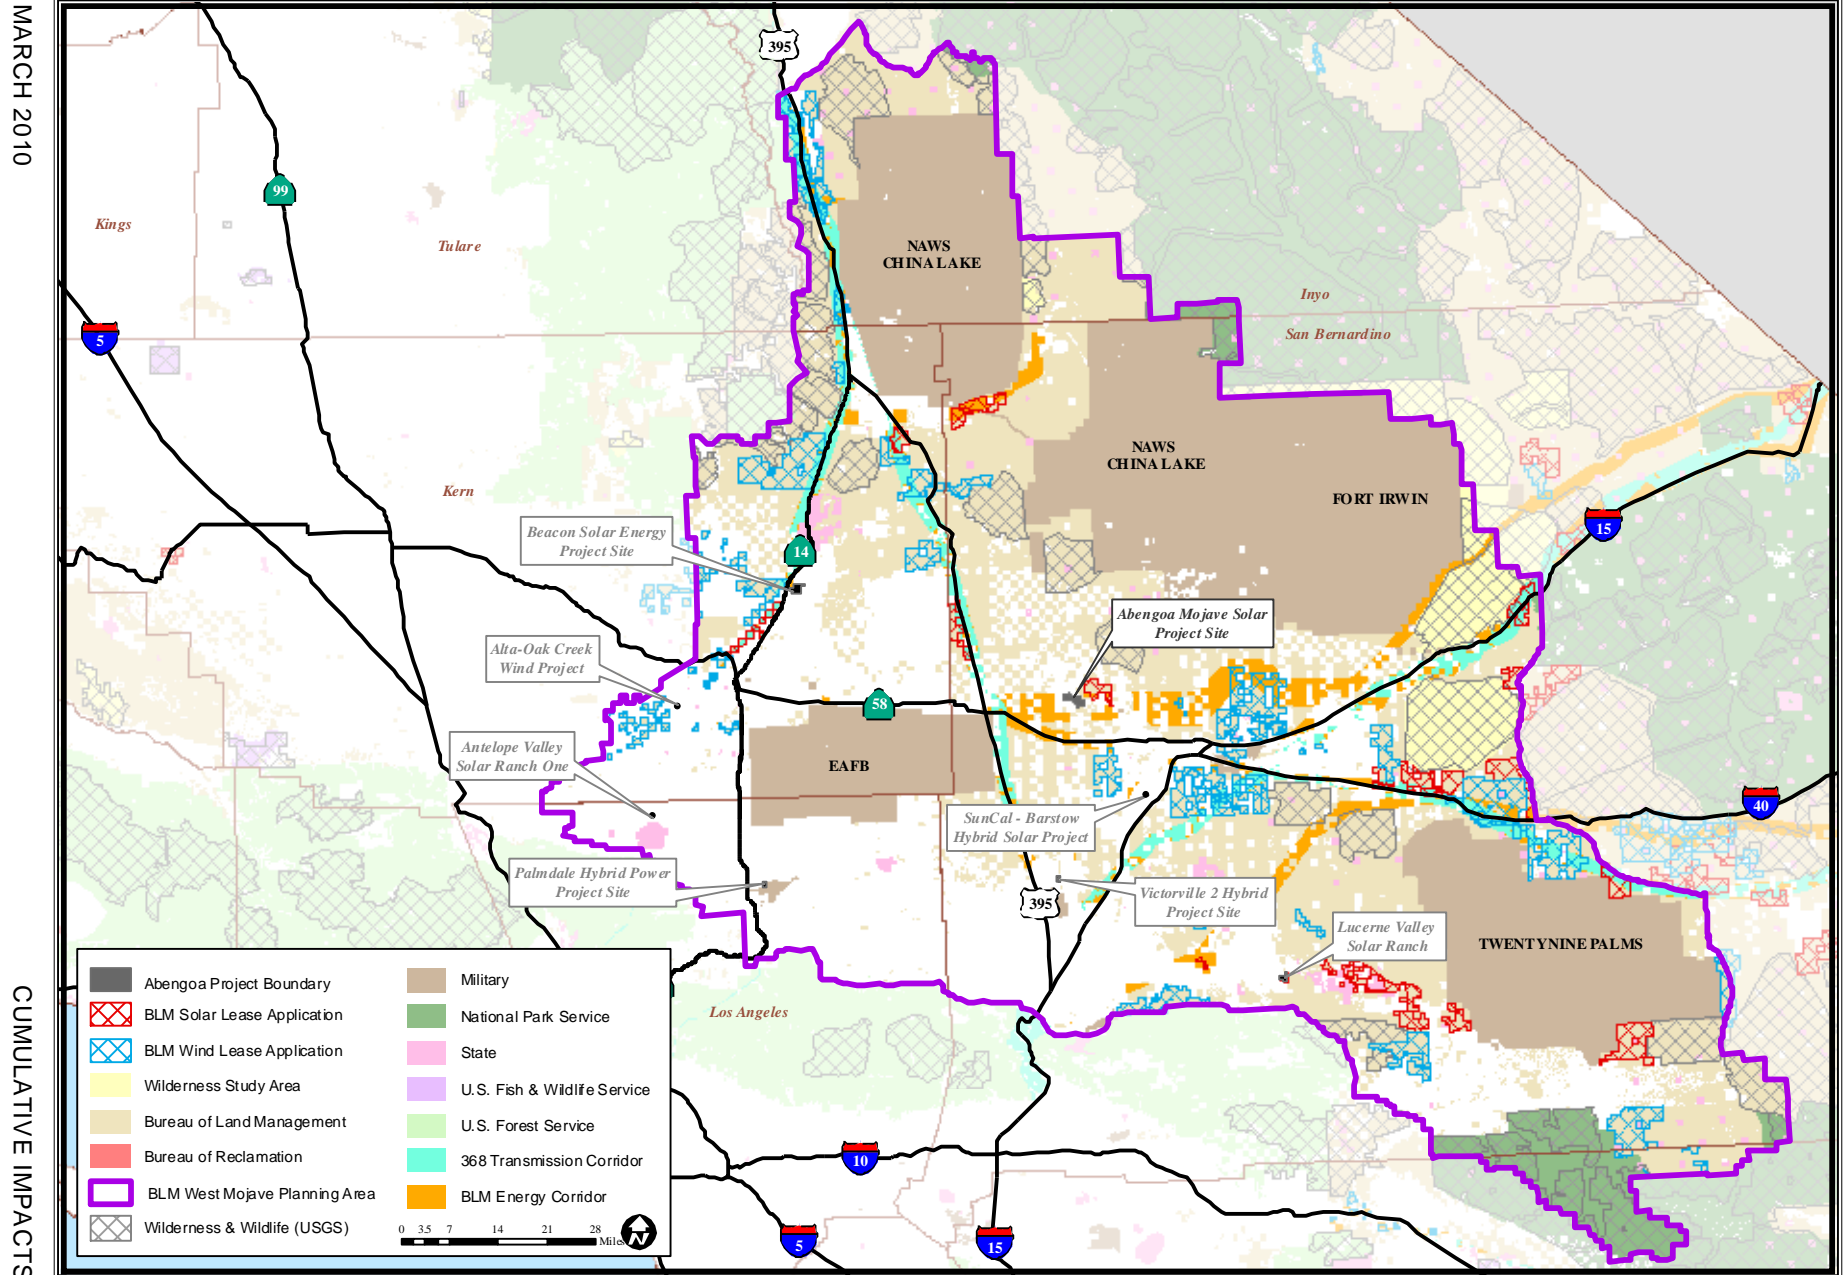 MARCH 2010
CUMULATIVE IMPACTS
395
99
Kings
Tulare
5
NAWS
CHINA LAKE
Inyo
San Bernardino
NAWS
CHINA LAKE
FORT IRWIN
15
Kern
Beacon Solar Energy
Project Site
14
Abengoa Mojave Solar
Project Site
Alta-Oak Creek
Wind Project
58
Antelope Valley
Solar Ranch One
EAFB
40
SunCal - Barstow
Hybrid Solar Project
Palmdale Hybrid Power
Project Site
395
Victorville 2 Hybrid
Project Site
Lucerne Valley
Solar Ranch
TWENTYNINE PALMS
Los Angeles
10
5
15
Abengoa Project Boundary
BLM Solar Lease Application
BLM Wind Lease Application
Wilderness Study Area
Bureau of Land Management
Bureau of Reclamation
BLM West Mojave Planning Area
Wilderness & Wildlife (USGS)
Military
National Park Service
State
U.S. Fish & Wildlife Service
U.S. Forest Service
368 Transmission Corridor
BLM Energy Corridor
0 3.5 7 14 21 28
Miles
N